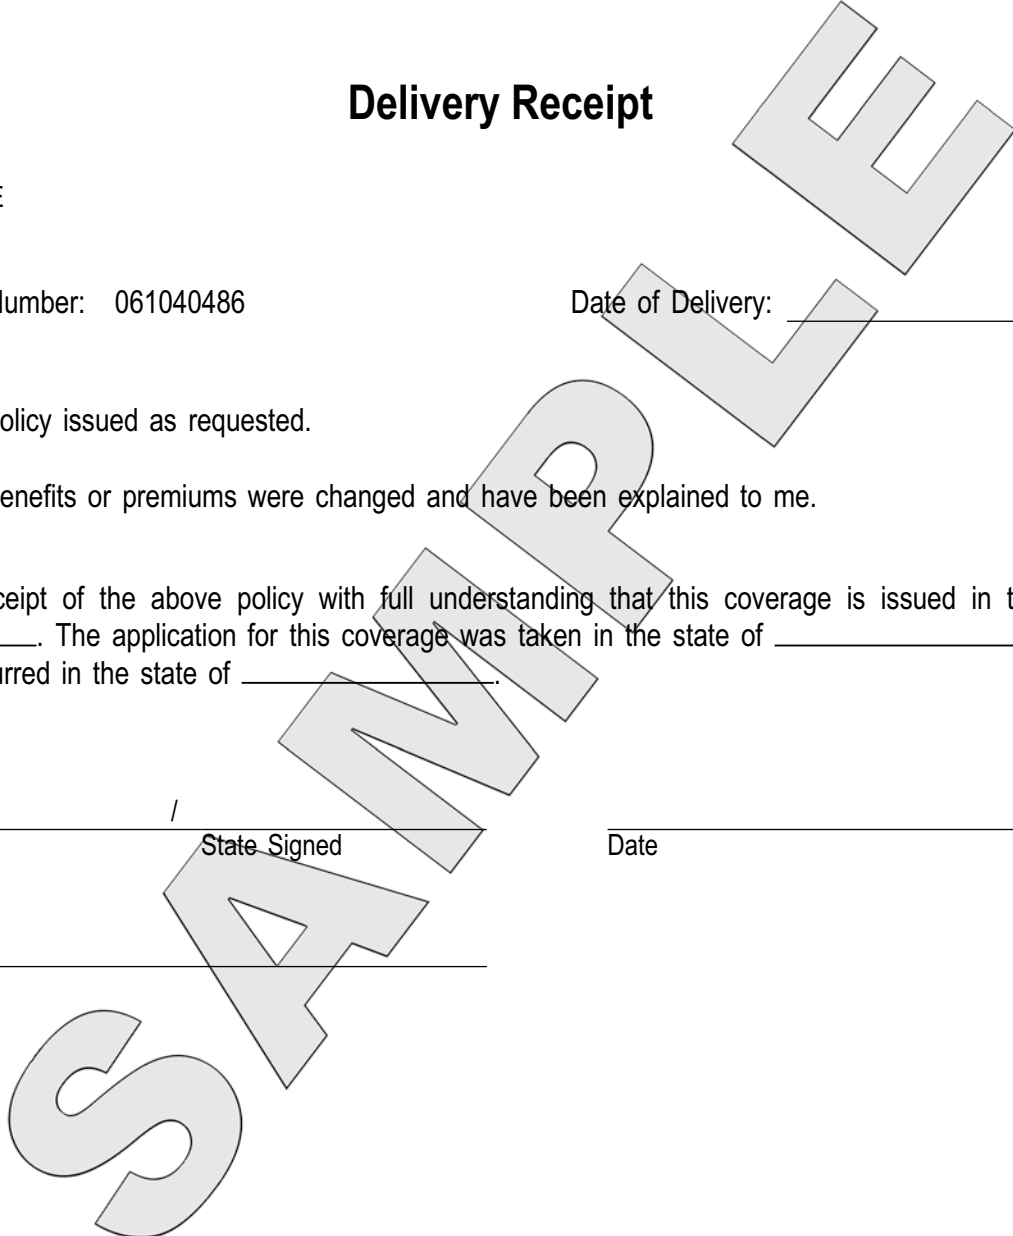 Delivery Receipt
E
Number: 061040486 Date of Delivery:
olicy issued as requested.
enefits or premiums were changed and have been explained to me.
ceipt of the above policy with full understanding that this coverage is issued in t
. The application for this coverage was taken in the state of
urred in the state of .
/
State Signed Date
SAMPLE